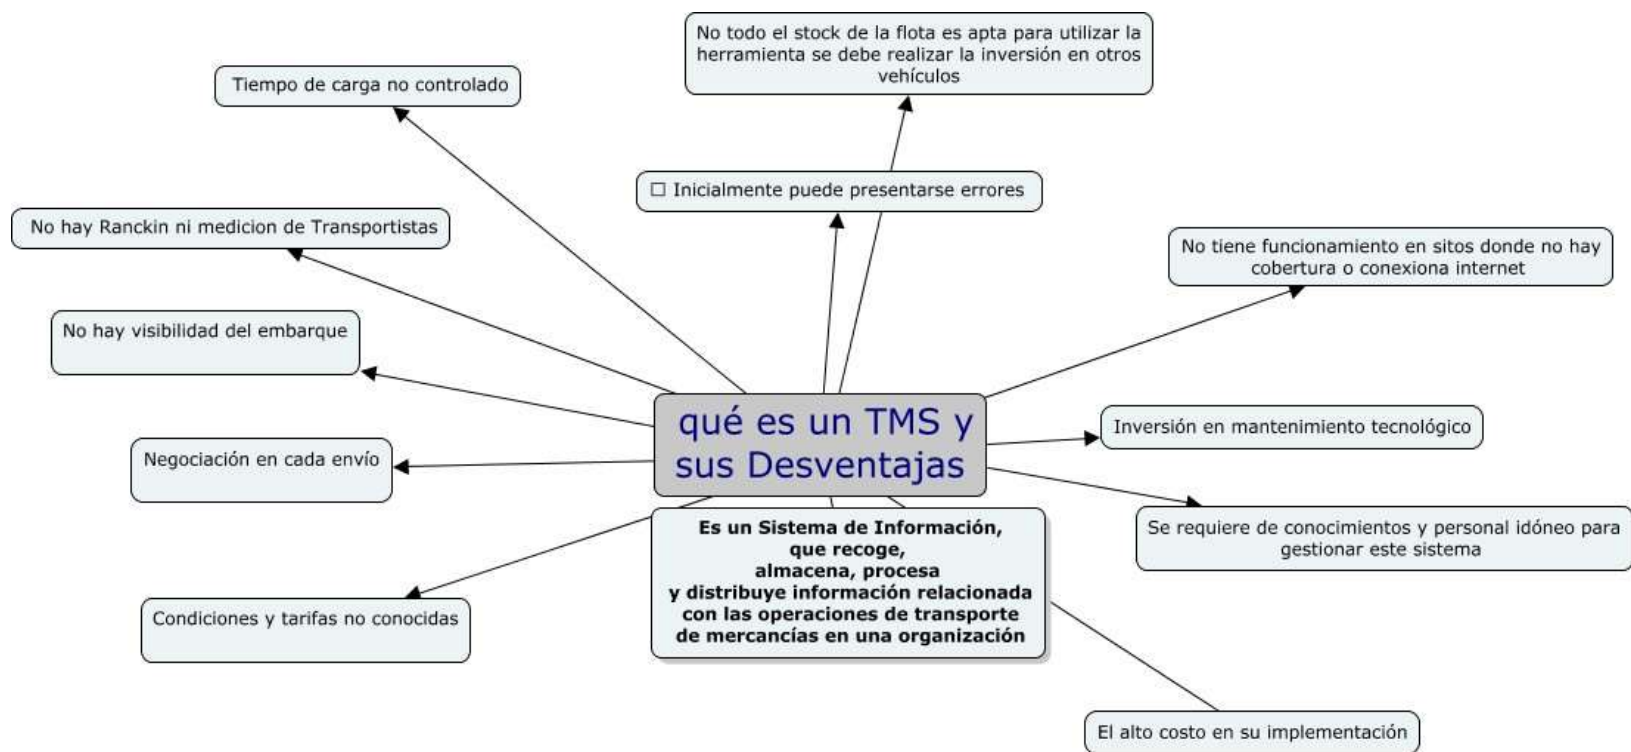 No todo el stock de la flota es apta para utilizar la
herramienta se debe realizar la inversión en otros
vehículos
Tiempo de carga no controlado
☐ Inicialmente puede presentarse errores
No hay Ranckin ni medicion de Transportistas
No tiene funcionamiento en sitos donde no hay
cobertura o conexiona internet
No hay visibilidad del embarque
qué es un TMS y
sus Desventajas
Inversión en mantenimiento tecnológico
Negociación en cada envío
Es un Sistema de Información,
que recoge,
almacena, procesa
y distribuye información relacionada
con las operaciones de transporte
de mercancías en una organización
Se requiere de conocimientos y personal idóneo para
gestionar este sistema
Condiciones y tarifas no conocidas
El alto costo en su implementación